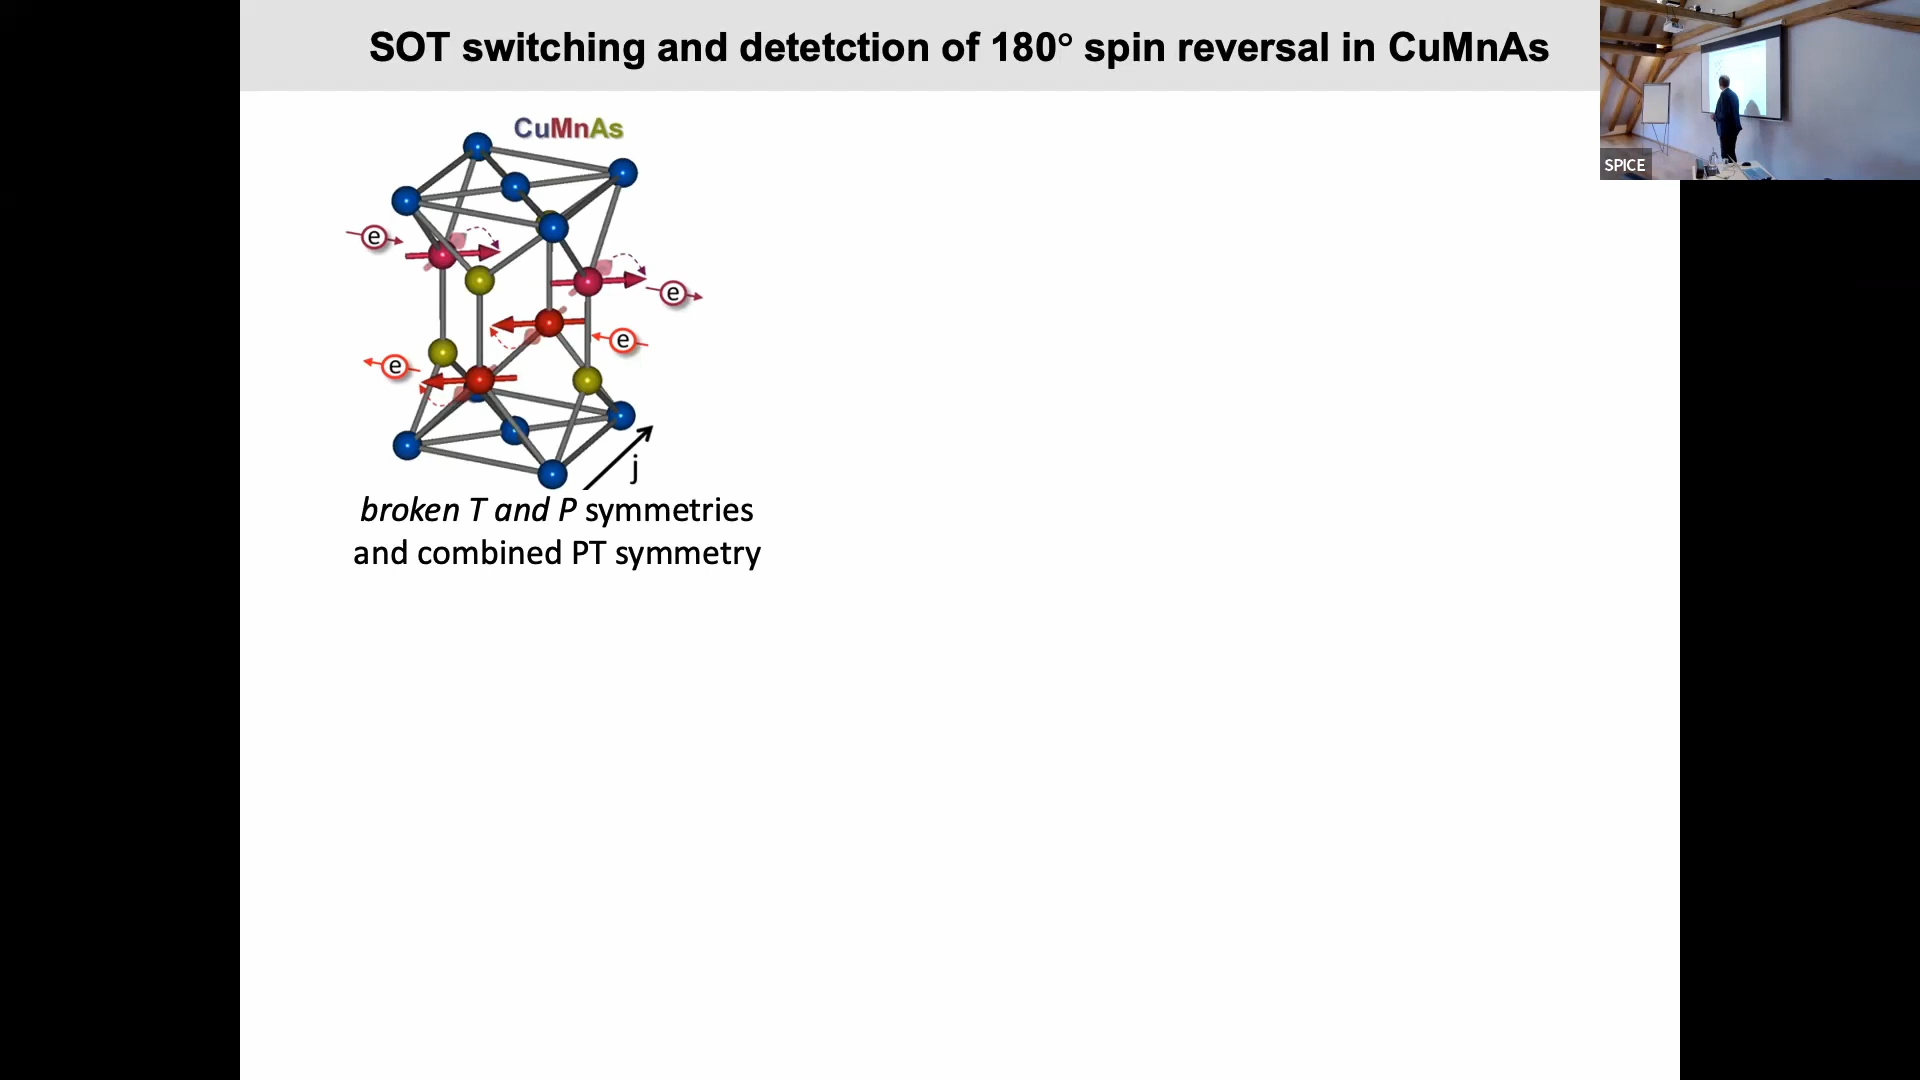 SOT switching and detetction of 180° spin reversal in CuMnAs
SPICE
CuMnAs
e
e
e
e
j
broken T and P symmetries
and combined PT symmetry